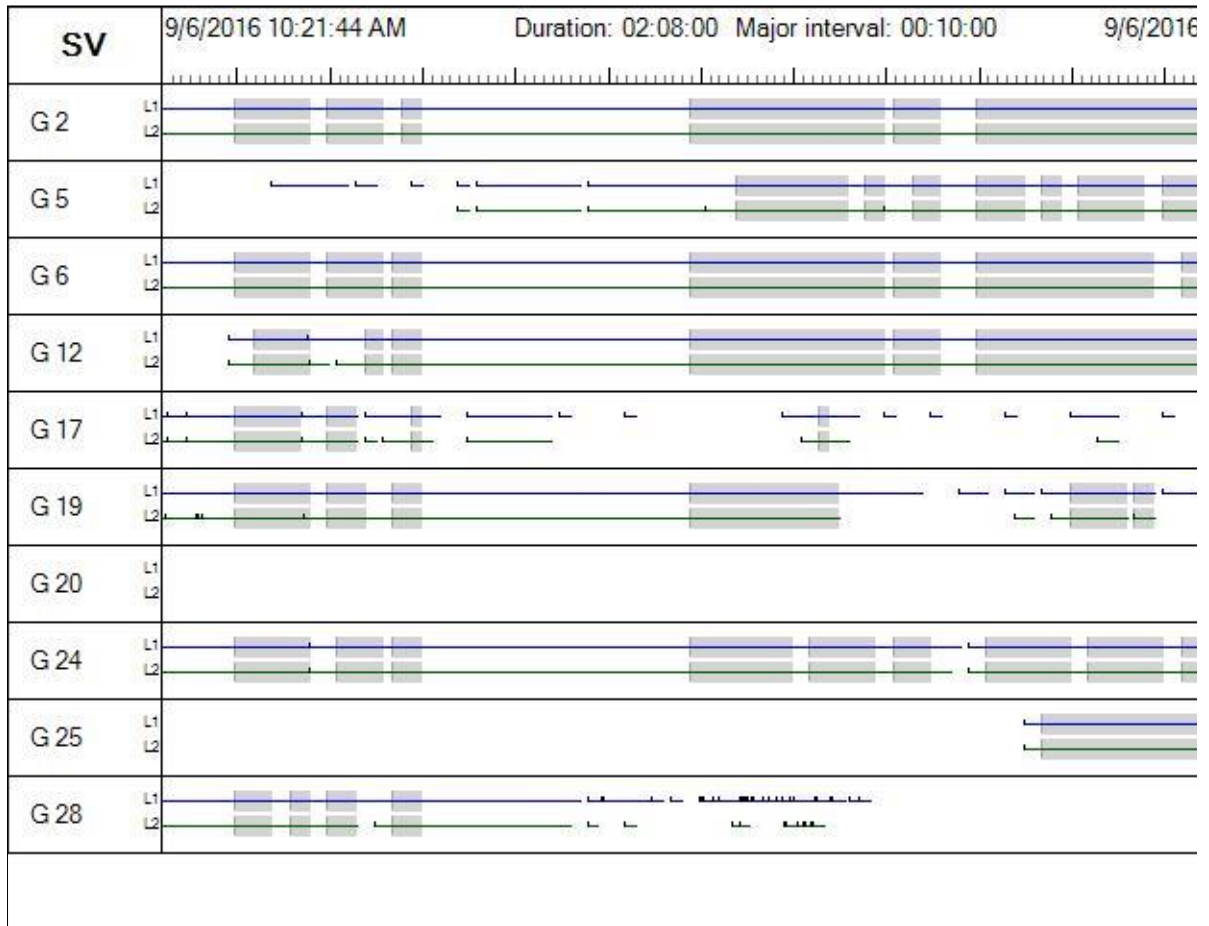 SV 9/6/2016 10:21:44 AM Duration: 02:08:00 Major interval: 00:10:00 9/6/2016
G 2 L1
L2
G 5 L1
L2
G 6 L1
L2
G 12 L1
L2
G 17 L1
L2
G 19 L1
L2
G 20 L1
L2
G 24 L1
L2
G 25 L1
L2
G 28 L1
L2